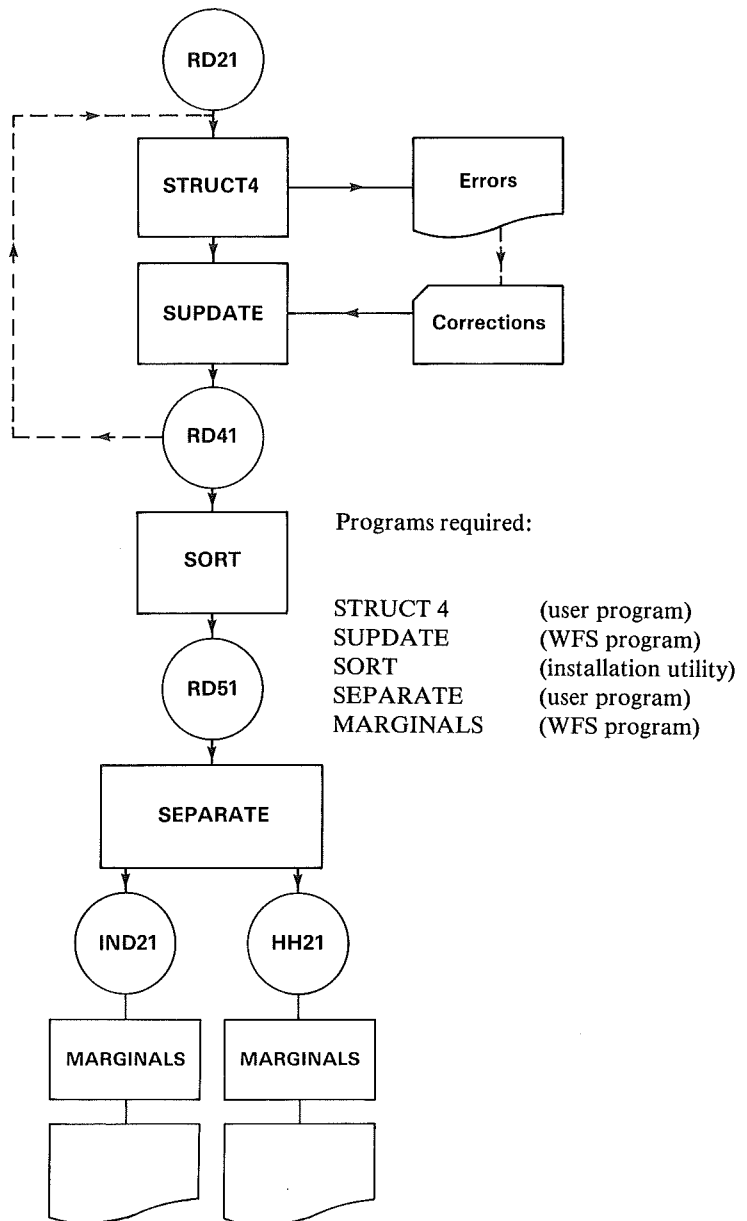 RD21
STRUCT4
Errors
SUPDATE
Corrections
RD41
SORT
Programs required:
STRUCT 4 (user program)
SUPDATE (WFS program)
SORT (installation utility)
SEPARATE (user program)
MARGINALS (WFS program)
RD51
SEPARATE
IND21
HH21
MARGINALS
MARGINALS